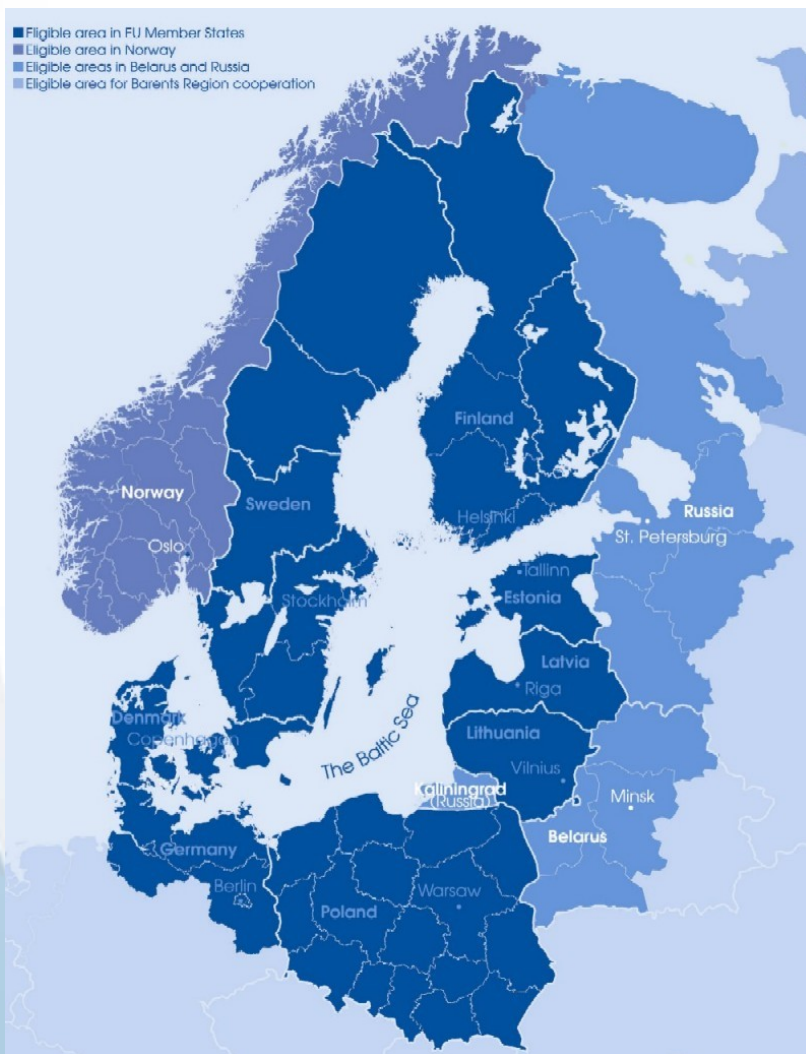 Eligible area in EU Member States
Eligible area in Norway
Eligible areas in Belarus and Russia
Eligible area for Barents Region cooperation
Finland
Norway
Sweden
Helsinki
Russia
Oslo
St. Petersburg
Tallinn
Stockholm
Estonia
Latvia
Riga
Denmark
Copenhagen
The Baltic Sea
Lithuania
Vilnius
Kaliningrad
(Russia)
Minsk
Belarus
Germany
Berlin
Warsaw
Poland